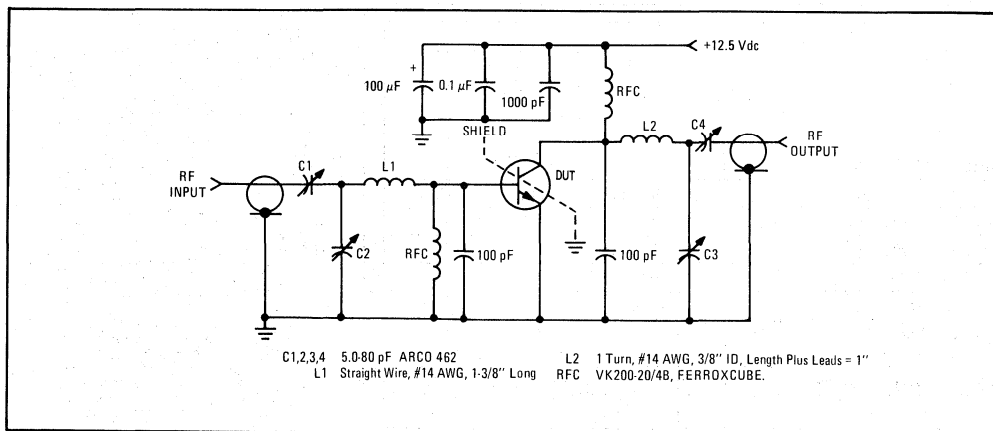 +12.5 Vdc
+
100 μF
0.1 μF
1000 pF
RFC
SHIELD
L2
C4
RF
OUTPUT
C1
L1
DUT
RF
INPUT
C2
RFC
100 pF
100 pF
C3
C1,2,3,4 5.0-80 pF ARCO 462
L1 Straight Wire, #14 AWG, 1-3/8" Long
L2 1 Turn, #14 AWG, 3/8" ID, Length Plus Leads = 1"
RFC VK200-20/4B, FERROXCUBE.